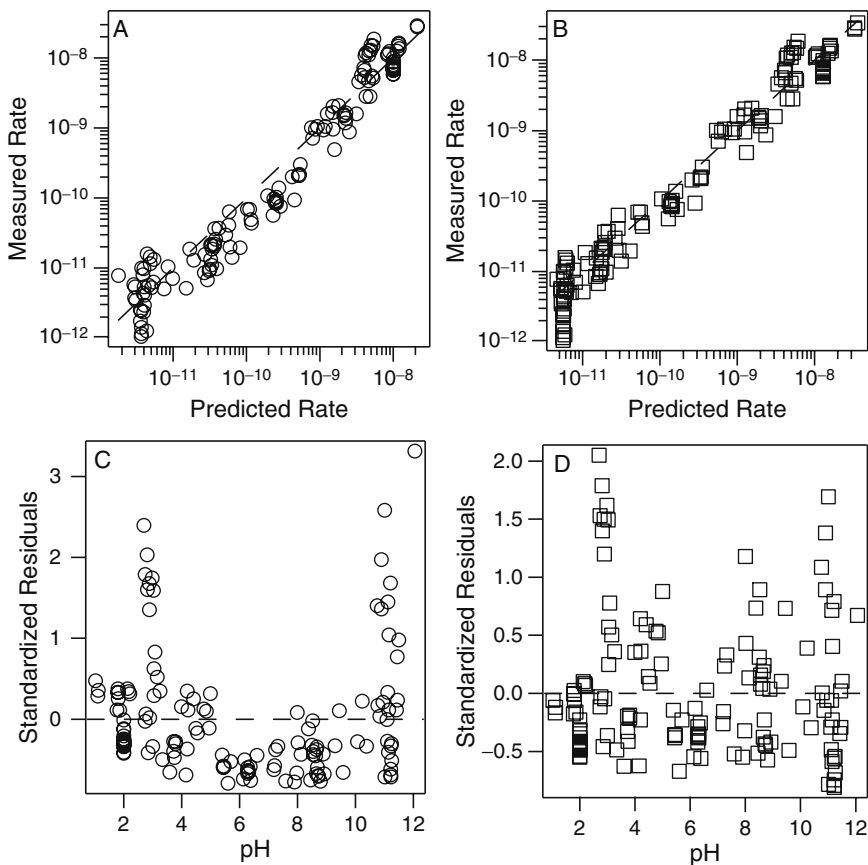 A
Measured Rate
10⁻⁸
10⁻⁹
10⁻¹⁰
10⁻¹¹
10⁻¹²
10⁻¹¹ 10⁻¹⁰ 10⁻⁹ 10⁻⁸
Predicted Rate
B
Measured Rate
10⁻⁸
10⁻⁹
10⁻¹⁰
10⁻¹¹
10⁻¹²
10⁻¹¹ 10⁻¹⁰ 10⁻⁹ 10⁻⁸
Predicted Rate
C
Standardized Residuals
3
2
1
0
2 4 6 8 10 12
pH
D
Standardized Residuals
2.0
1.5
1.0
0.5
0.0
−0.5
2 4 6 8 10 12
pH